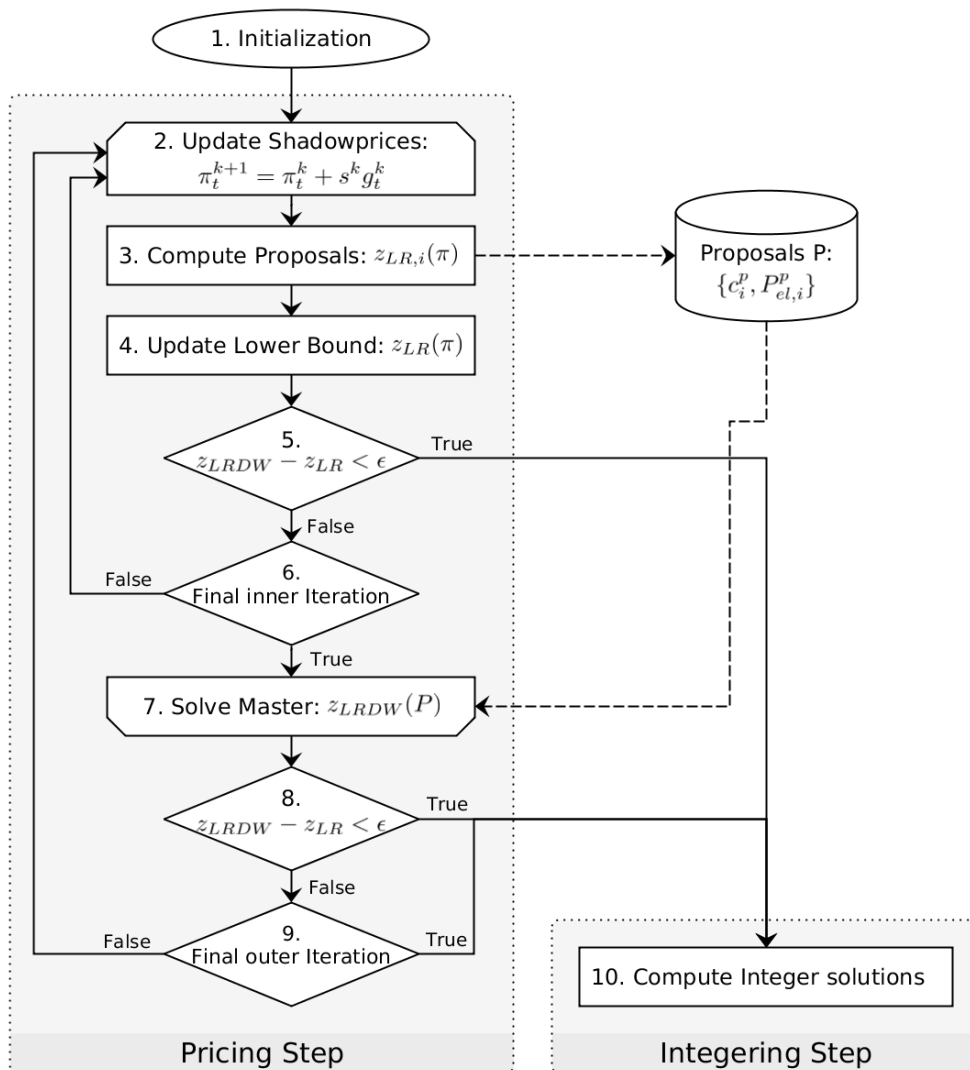 1. Initialization
2. Update Shadowprices:
π_t^{k+1} = π_t^k + s^k g_t^k
3. Compute Proposals: z_{LR,i}(π)
Proposals P:
{c_i^p, P_{el,i}^p}
4. Update Lower Bound: z_{LR}(π)
5.
z_{LRDW} − z_{LR} < ϵ
True
False
6.
Final inner Iteration
False
True
7. Solve Master: z_{LRDW}(P)
8.
z_{LRDW} − z_{LR} < ϵ
True
False
9.
Final outer Iteration
False
True
10. Compute Integer solutions
Pricing Step
Integering Step